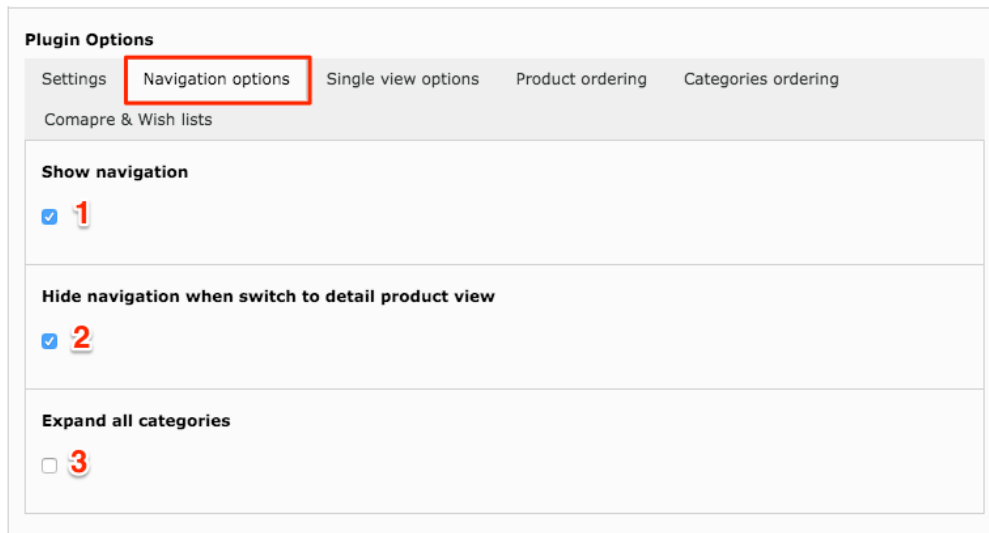 Plugin Options
Settings Navigation options Single view options Product ordering Categories ordering
Comapre & Wish lists
Show navigation
1
Hide navigation when switch to detail product view
2
Expand all categories
3